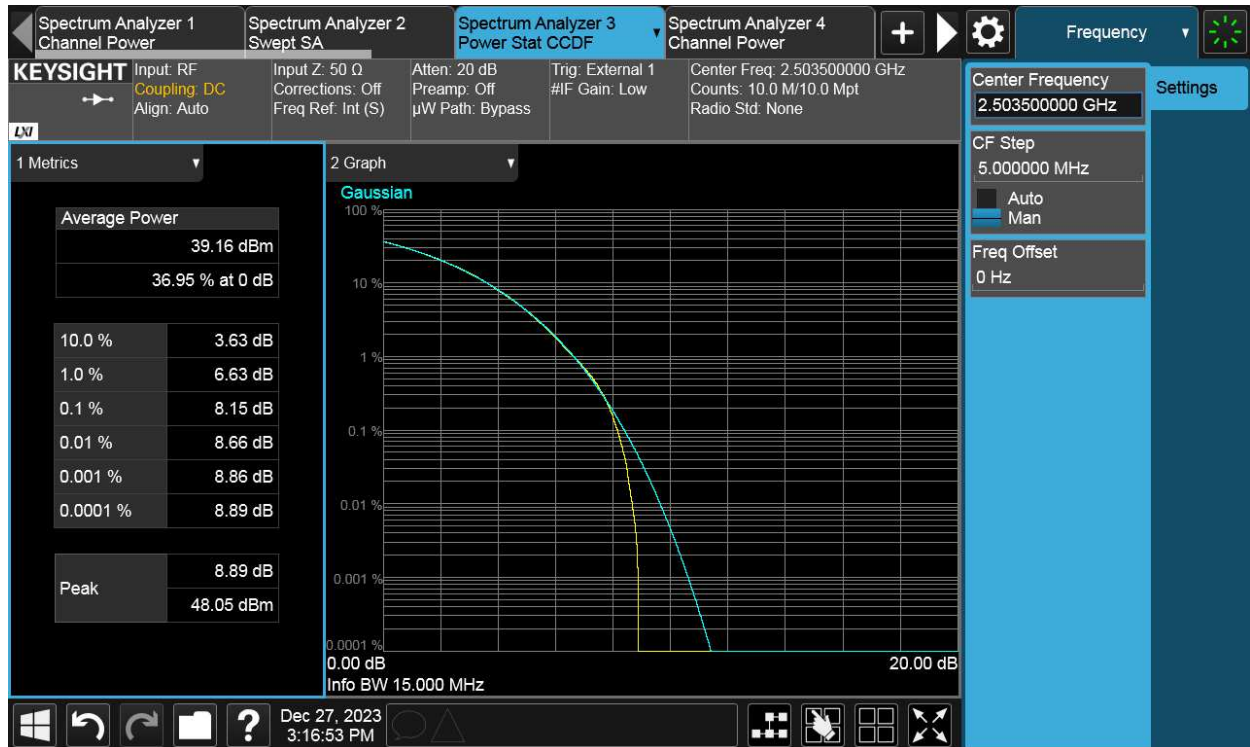 Spectrum Analyzer 1
Channel Power
Spectrum Analyzer 2
Swept SA
Spectrum Analyzer 3
Power Stat CCDF
Spectrum Analyzer 4
Channel Power
+
Frequency
KEYSIGHT
LXI
Input: RF
Coupling: DC
Align: Auto
Input Z: 50 Ω
Corrections: Off
Freq Ref: Int (S)
Atten: 20 dB
Preamp: Off
µW Path: Bypass
Trig: External 1
#IF Gain: Low
Center Freq: 2.503500000 GHz
Counts: 10.0 M/10.0 Mpt
Radio Std: None
Center Frequency
2.503500000 GHz
Settings
CF Step
5.000000 MHz
Auto
Man
Freq Offset
0 Hz
1 Metrics
Average Power
39.16 dBm
36.95 % at 0 dB
10.0 % 3.63 dB
1.0 % 6.63 dB
0.1 % 8.15 dB
0.01 % 8.66 dB
0.001 % 8.86 dB
0.0001 % 8.89 dB
Peak
8.89 dB
48.05 dBm
2 Graph
Gaussian
100 %
10 %
1 %
0.1 %
0.01 %
0.001 %
0.0001 %
0.00 dB 20.00 dB
Info BW 15.000 MHz
?
Dec 27, 2023
3:16:53 PM